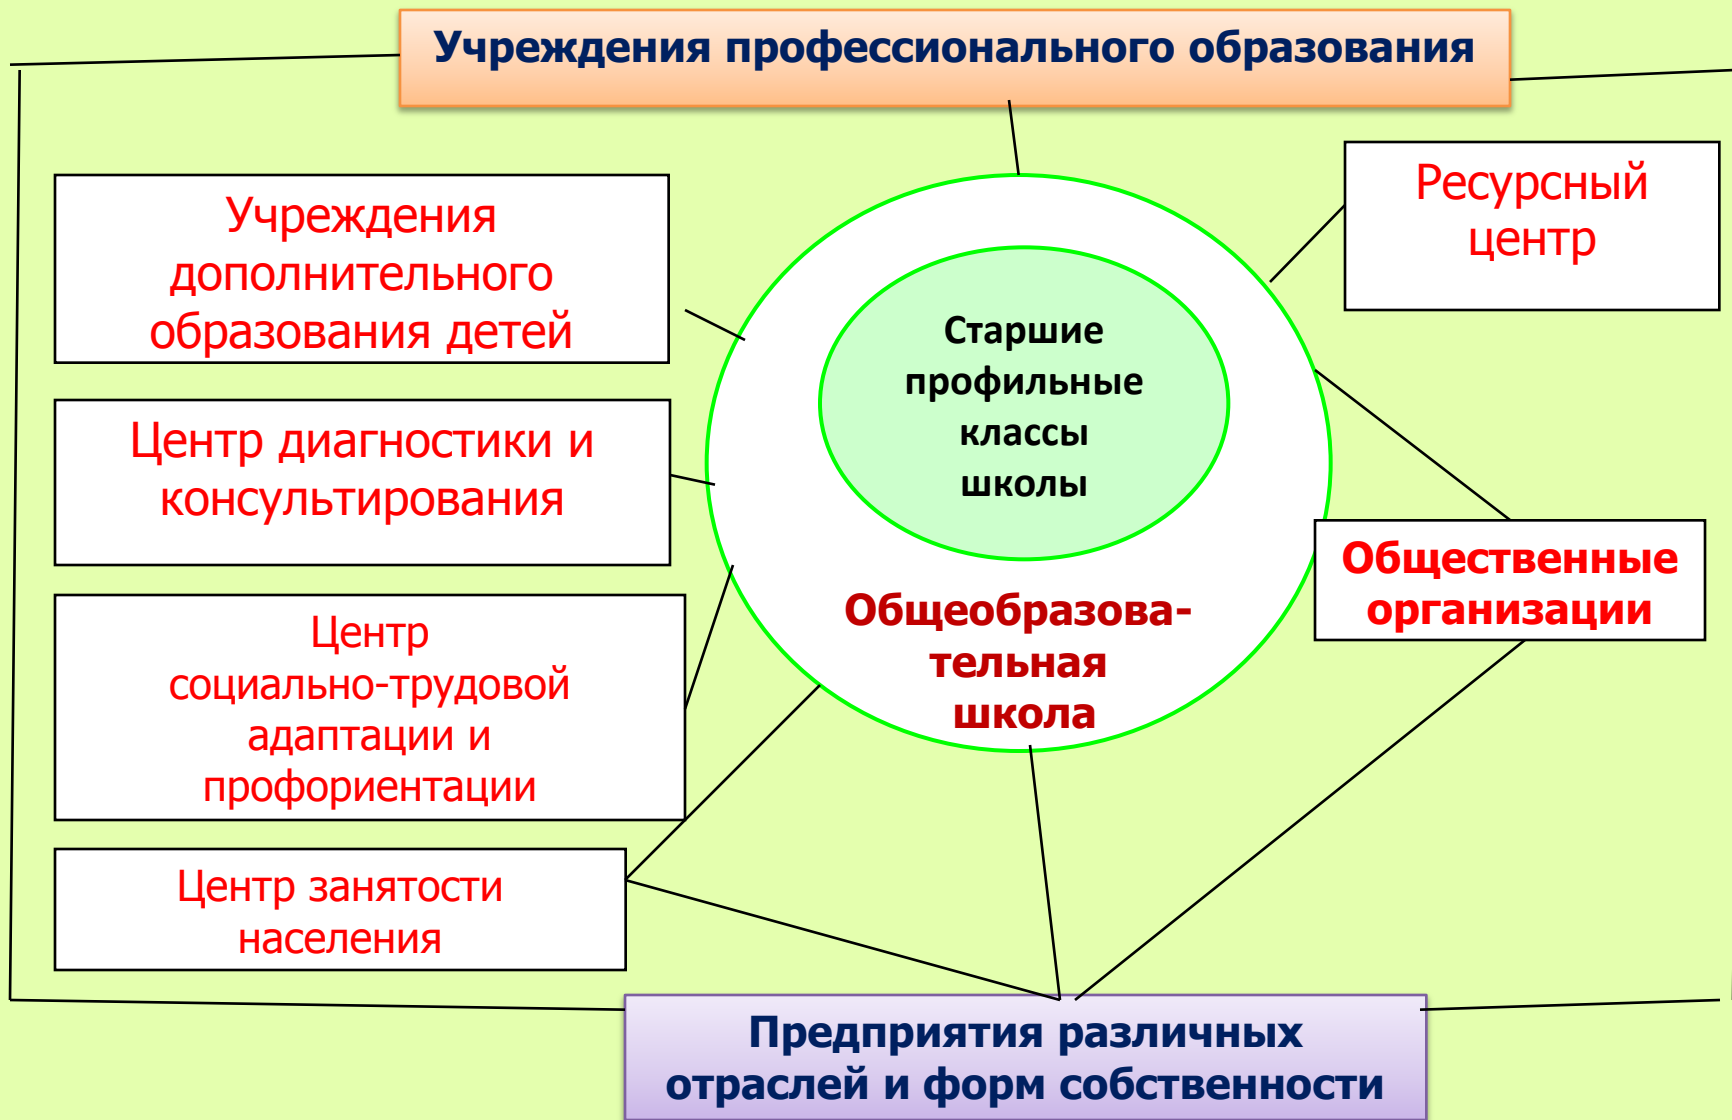 Учреждения профессионального образования
Учреждения
дополнительного
образования детей
Ресурсный
центр
Старшие
профильные
классы
школы
Центр диагностики и
консультирования
Общественные
организации
Общеобразова-
тельная
школа
Центр
социально-трудовой
адаптации и
профориентации
Центр занятости
населения
Предприятия различных
отраслей и форм собственности